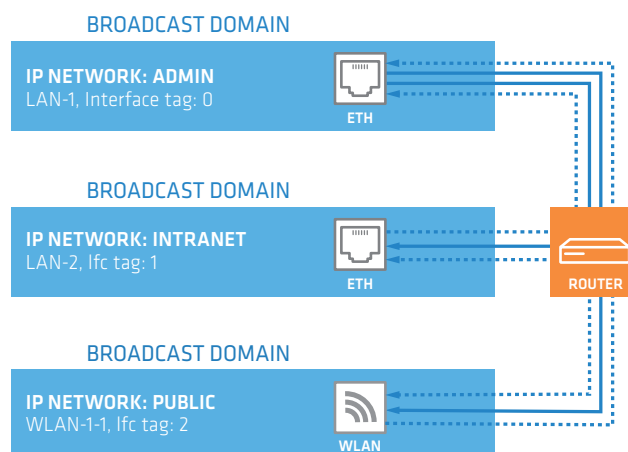 BROADCAST DOMAIN
IP NETWORK: ADMIN
LAN-1, Interface tag: 0
ETH
BROADCAST DOMAIN
IP NETWORK: INTRANET
LAN-2, Ifc tag: 1
ETH
ROUTER
BROADCAST DOMAIN
IP NETWORK: PUBLIC
WLAN-1-1, Ifc tag: 2
WLAN